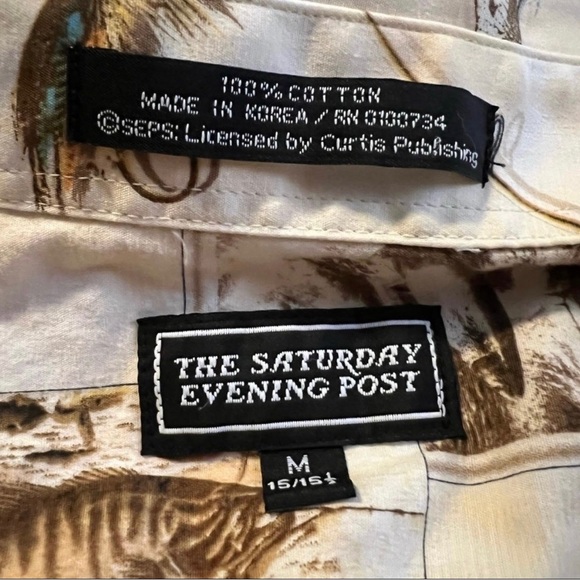 100% COTTON
MADE IN KOREA / RN 0100734
©SEPS: Licensed by Curtis Publishing
THE SATURDAY
EVENING POST
M
15/15½